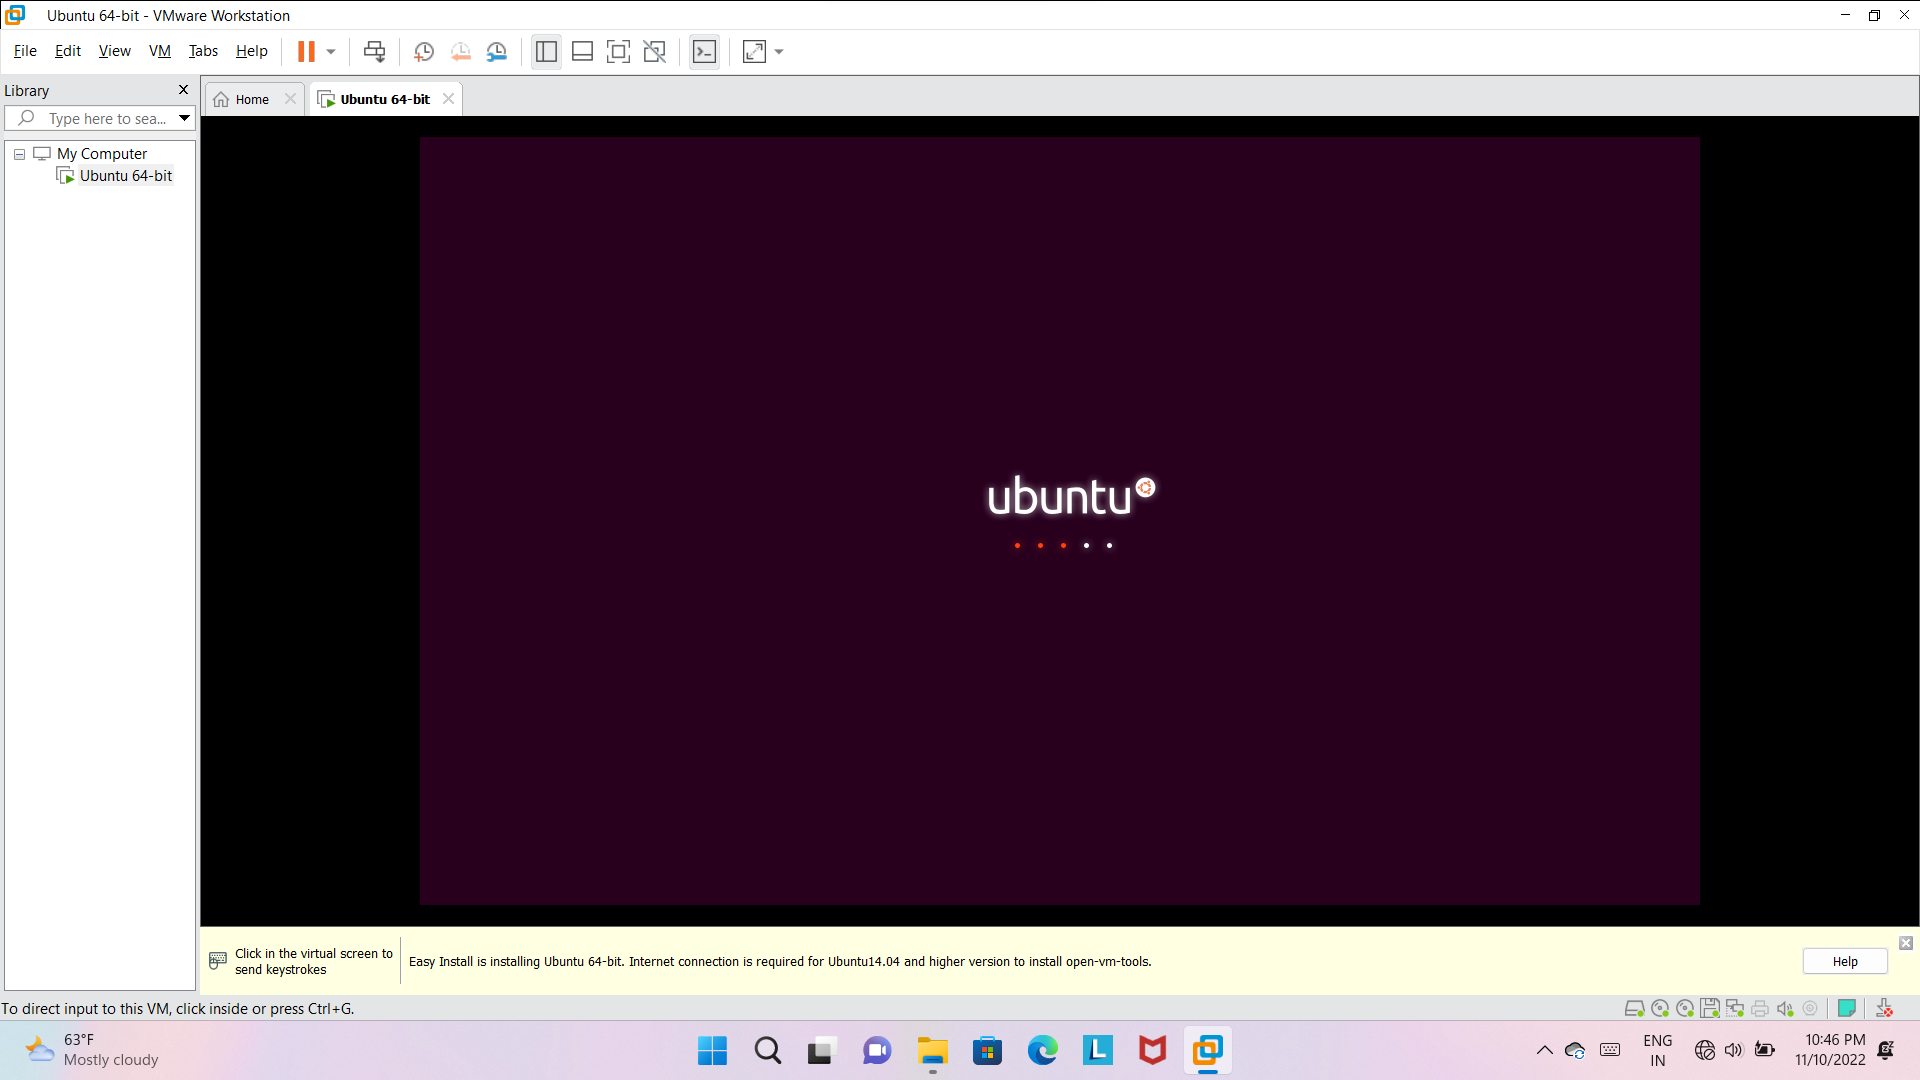 Ubuntu 64-bit - VMware Workstation
File Edit View VM Tabs Help
Library
Home
Ubuntu 64-bit
Type here to sea...
My Computer
Ubuntu 64-bit
ubuntu
Click in the virtual screen to
send keystrokes
Easy Install is installing Ubuntu 64-bit. Internet connection is required for Ubuntu14.04 and higher version to install open-vm-tools.
Help
To direct input to this VM, click inside or press Ctrl+G.
63°F
Mostly cloudy
L
ENG
IN
10:46 PM
11/10/2022